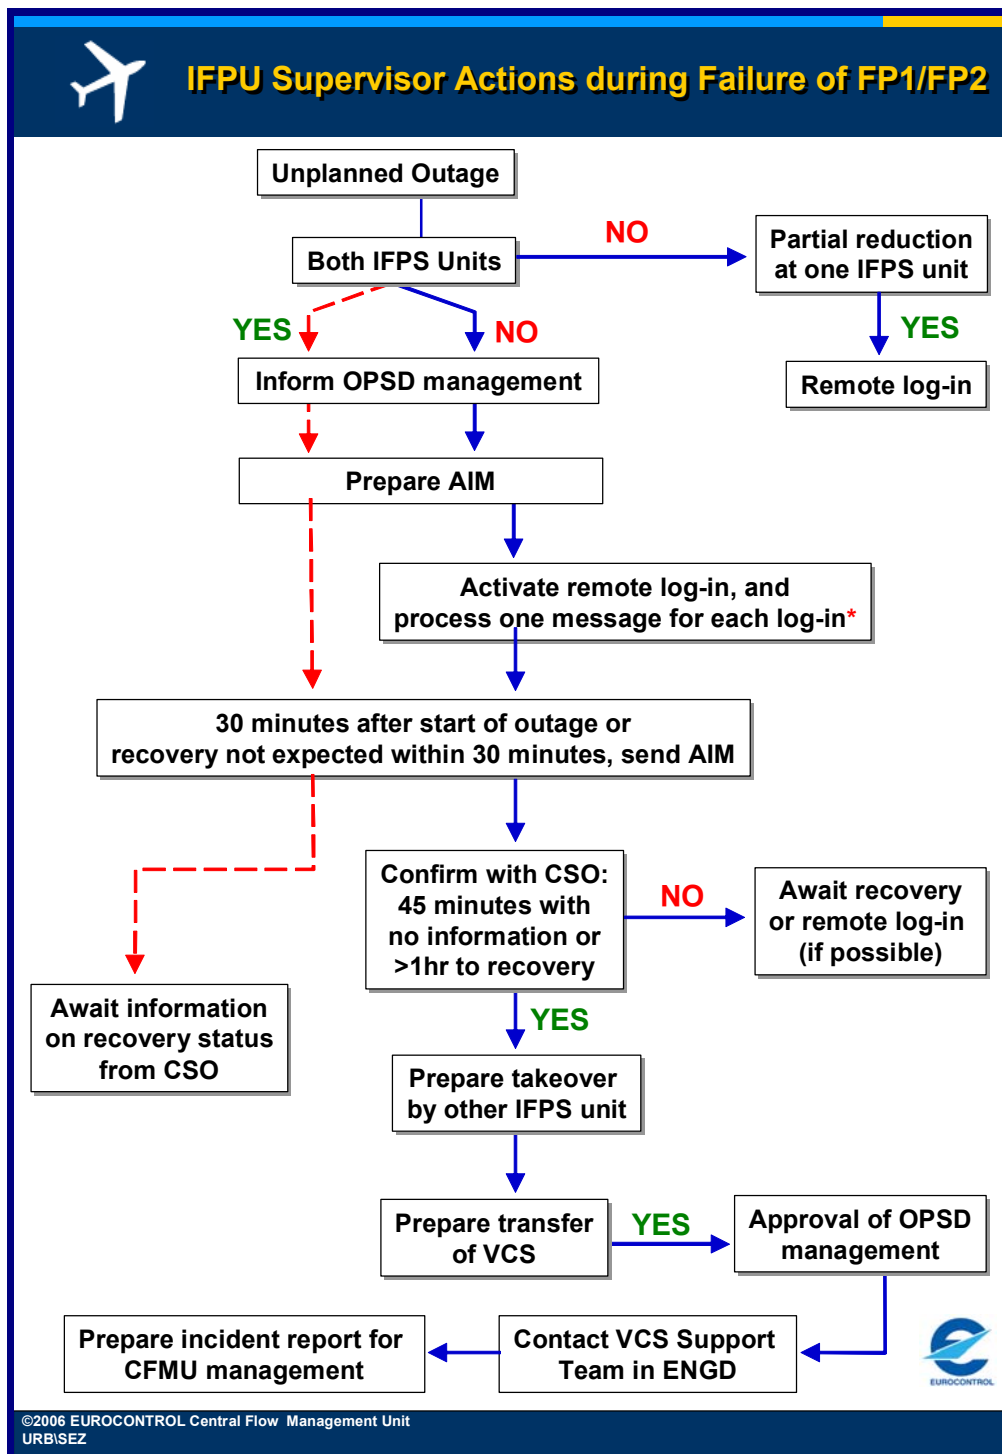 IFPU Supervisor Actions during Failure of FP1/FP2
Unplanned Outage
Both IFPS Units
NO
Partial reduction
at one IFPS unit
YES
NO
YES
Inform OPSD management
Remote log-in
Prepare AIM
Activate remote log-in, and
process one message for each log-in*
30 minutes after start of outage or
recovery not expected within 30 minutes, send AIM
Confirm with CSO:
45 minutes with
no information or
>1hr to recovery
NO
Await recovery
or remote log-in
(if possible)
Await information
on recovery status
from CSO
YES
Prepare takeover
by other IFPS unit
Prepare transfer
of VCS
YES
Approval of OPSD
management
Prepare incident report for
CFMU management
Contact VCS Support
Team in ENGD
EUROCONTROL
©2006 EUROCONTROL Central Flow Management Unit
URB\SEZ